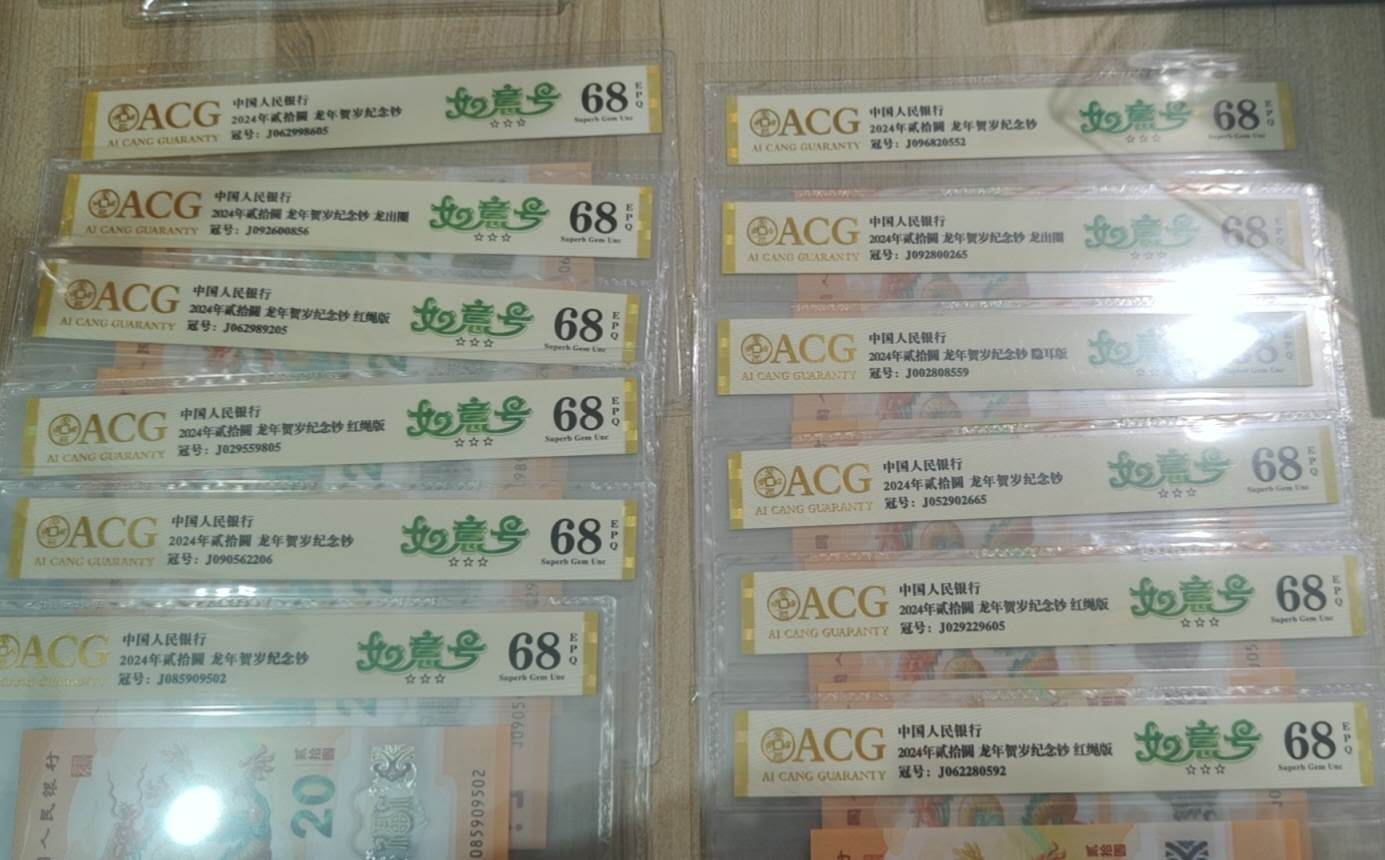 ACG
AI CANG GUARANTY
中国人民银行
2024年贰拾圆 龙年贺岁纪念钞
冠号：J062998605
如意号
☆☆☆
68
EPQ
Superb Gem Unc
ACG
AI CANG GUARANTY
中国人民银行
2024年贰拾圆 龙年贺岁纪念钞 龙出圈
冠号：J092600856
如意号
☆☆☆
68
EPQ
Superb Gem Unc
ACG
AI CANG GUARANTY
中国人民银行
2024年贰拾圆 龙年贺岁纪念钞 红绳版
冠号：J062989205
如意号
☆☆☆
68
EPQ
Superb Gem Unc
ACG
AI CANG GUARANTY
中国人民银行
2024年贰拾圆 龙年贺岁纪念钞 红绳版
冠号：J029559805
如意号
☆☆☆
68
EPQ
Superb Gem Unc
ACG
AI CANG GUARANTY
中国人民银行
2024年贰拾圆 龙年贺岁纪念钞
冠号：J090562206
如意号
☆☆☆
68
EPQ
Superb Gem Unc
ACG
CANG GUARANTY
中国人民银行
2024年贰拾圆 龙年贺岁纪念钞
冠号：J085909502
如意号
☆☆☆
68
EPQ
Superb Gem Unc
人民银行
贰拾圆
20
085909502
J0905
ACG
AI CANG GUARANTY
中国人民银行
2024年贰拾圆 龙年贺岁纪念钞
冠号：J096820552
如意号
☆☆☆
68
EPQ
Superb Gem Unc
ACG
AI CANG GUARANTY
中国人民银行
2024年贰拾圆 龙年贺岁纪念钞 龙出圈
冠号：J092800265
如意号
☆☆☆
68
EPQ
ACG
AI CANG GUARANTY
中国人民银行
2024年贰拾圆 龙年贺岁纪念钞 隐耳版
冠号：J002808559
如意号
68
Gem Unc
ACG
AI CANG GUARANTY
中国人民银行
2024年贰拾圆 龙年贺岁纪念钞
冠号：J052902665
如意号
☆☆☆
68
EPQ
Superb Gem Unc
ACG
AI CANG GUARANTY
中国人民银行
2024年贰拾圆 龙年贺岁纪念钞 红绳版
冠号：J029229605
如意号
☆☆☆
68
EPQ
Superb Gem Unc
ACG
AI CANG GUARANTY
中国人民银行
2024年贰拾圆 龙年贺岁纪念钞 红绳版
冠号：J062280592
如意号
☆☆☆
68
EPQ
Superb Gem Unc
贰拾圆